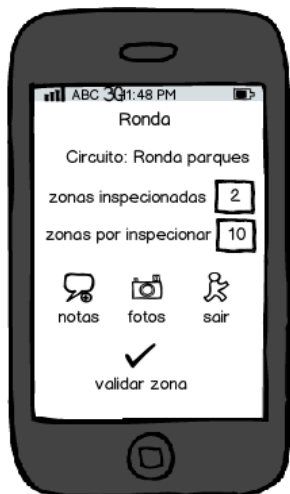 ABC 3G 11:48 PM
Ronda
Circuito: Ronda parques
zonas inspecionadas 2
zonas por inspecionar 10
notas fotos sair
validar zona